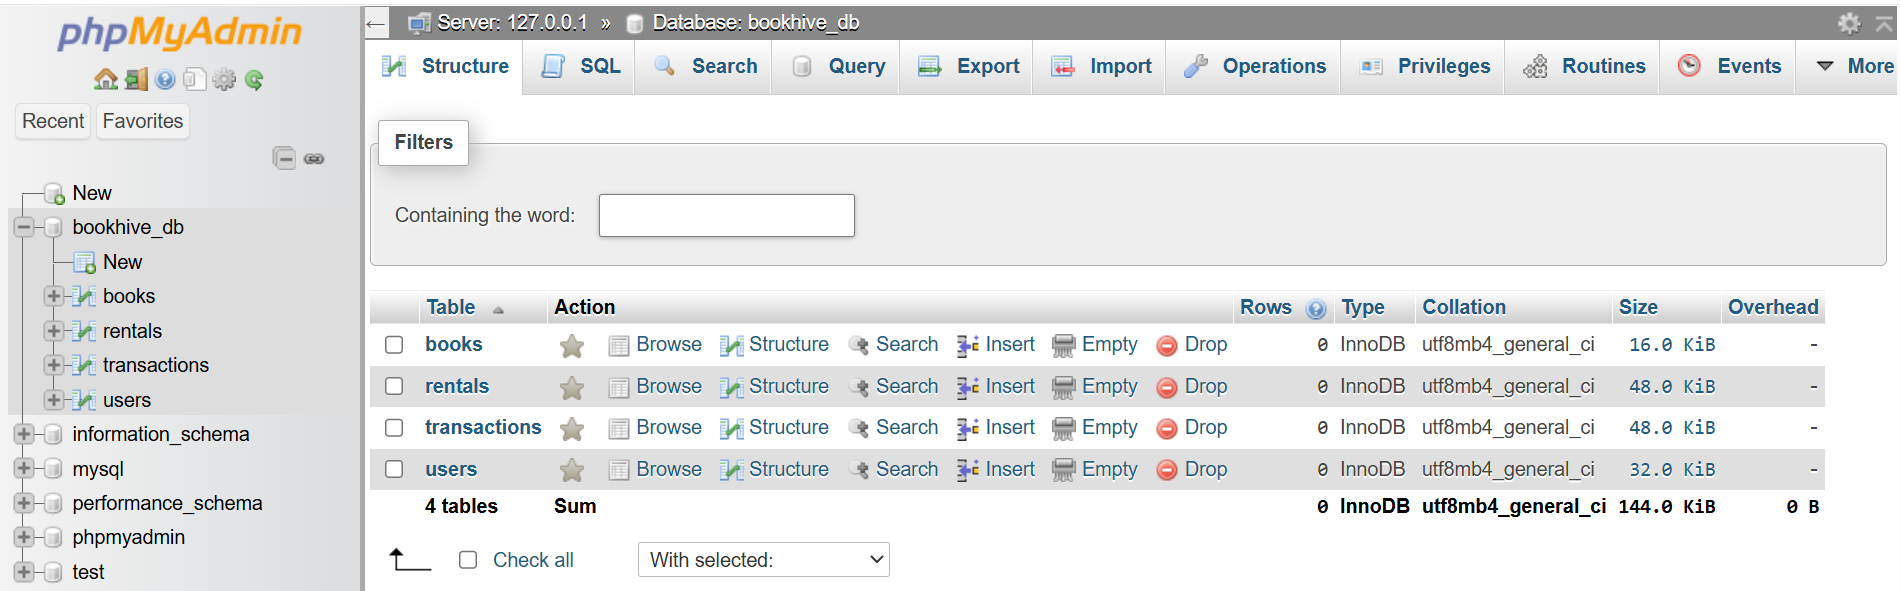 phpMyAdmin
Recent Favorites
New
bookhive_db
New
books
rentals
transactions
users
information_schema
mysql
performance_schema
phpmyadmin
test
Server: 127.0.0.1 » Database: bookhive_db
Structure SQL Search Query Export Import Operations Privileges Routines Events More
Filters
Containing the word:
Table Action Rows Type Collation Size Overhead
books Browse Structure Search Insert Empty Drop 0 InnoDB utf8mb4_general_ci 16.0 KiB -
rentals Browse Structure Search Insert Empty Drop 0 InnoDB utf8mb4_general_ci 48.0 KiB -
transactions Browse Structure Search Insert Empty Drop 0 InnoDB utf8mb4_general_ci 48.0 KiB -
users Browse Structure Search Insert Empty Drop 0 InnoDB utf8mb4_general_ci 32.0 KiB -
4 tables Sum 0 InnoDB utf8mb4_general_ci 144.0 KiB 0 B
Check all With selected: